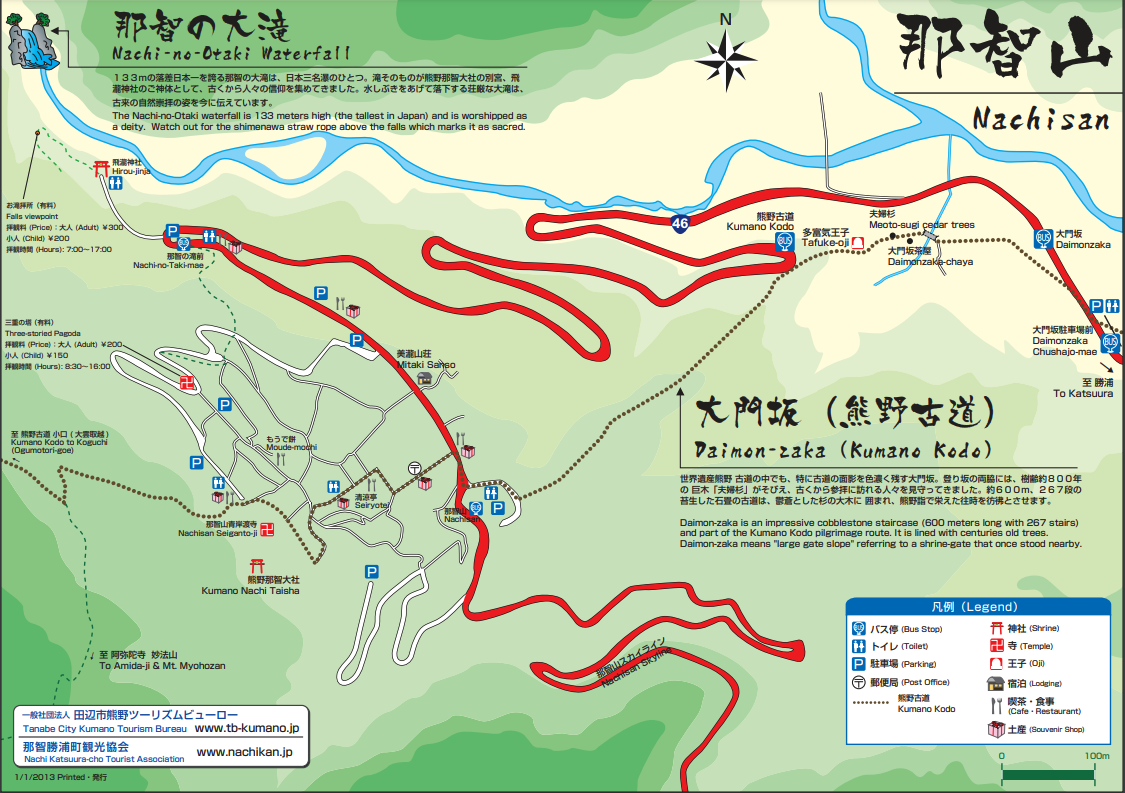 那智の大滝
Nachi-no-Otaki Waterfall
133mの落差日本一を誇る那智の大滝は、日本三名瀑のひとつ。滝そのものが熊野那智大社の別宮、飛
瀧神社のご神体として、古くから人々の信仰を集めてきました。水しぶきをあげて落下する荘厳な大滝は、
古来の自然崇拝の姿を今に伝えています。
The Nachi-no-Otaki waterfall is 133 meters high (the tallest in Japan) and is worshiped as
a deity. Watch out for the shimenawa straw rope above the falls which marks it as sacred.
N
那智山
Nachisan
飛瀧神社
Hirou-jinja
お滝拝所（有料）
Falls viewpoint
拝観料 (Price) : 大人 (Adult) ¥300
小人 (Child) ¥200
拝観時間 (Hours): 7:00～17:00
P
BUS
那智の滝前
Nachi-no-Taki-mae
46
熊野古道
Kumano Kodo
BUS
多富気王子
Tafuke-oji
夫婦杉
Meoto-sugi cedar trees
大門坂茶屋
Daimonzaka-chaya
BUS
大門坂
Daimonzaka
P
大門坂駐車場前
Daimonzaka
Chushajo-mae
BUS
至 勝浦
To Katsuura
P
P
三重の塔（有料）
Three-storied Pagoda
拝観料 (Price) : 大人 (Adult) ¥200
小人 (Child) ¥150
拝観時間 (Hours): 8:30～16:00
卍
美瀧山荘
Mitaki Sanso
P
大門坂（熊野古道）
Daimon-zaka (Kumano Kodo)
世界遺産熊野 古道の中でも、特に古道の面影を色濃く残す大門坂。登り坂の両脇には、樹齢約800年
の 巨木「夫婦杉」がそびえ、古くから参拝に訪れる人々を見守ってきました。約600m、267段の
苔生した石畳の古道は、鬱蒼とした杉の大木に 囲まれ、熊野詣で栄えた往時を彷彿とさせます。
Daimon-zaka is an impressive cobblestone staircase (600 meters long with 267 stairs)
and part of the Kumano Kodo pilgrimage route. It is lined with centuries old trees.
Daimon-zaka means "large gate slope" referring to a shrine-gate that once stood nearby.
至 熊野古道 小口 ( 大雲取越 )
Kumano Kodo to Koguchi
(Ogumotori-goe)
もうで餅
Moude-mochi
P
清涼亭
Seiryotei
那智山
Nachisan
BUS
P
那智山青岸渡寺
Nachisan Seiganto-ji
卍
熊野那智大社
Kumano Nachi Taisha
P
至 阿弥陀寺 妙法山
To Amida-ji & Mt. Myohozan
那智山スカイライン
Nachisan Skyline
凡例（Legend）
BUS バス停 (Bus Stop)
トイレ (Toilet)
P 駐車場 (Parking)
〒 郵便局 (Post Office)
熊野古道
Kumano Kodo
神社 (Shrine)
卍 寺 (Temple)
王子 (Oji)
宿泊 (Lodging)
喫茶・食事
(Cafe・Restaurant)
土産 (Souvenir Shop)
0 100m
一般社団法人 田辺市熊野ツーリズムビューロー
Tanabe City Kumano Tourism Bureau www.tb-kumano.jp
那智勝浦町観光協会
Nachi Katsuura-cho Tourist Association www.nachikan.jp
1/1/2013 Printed・発行